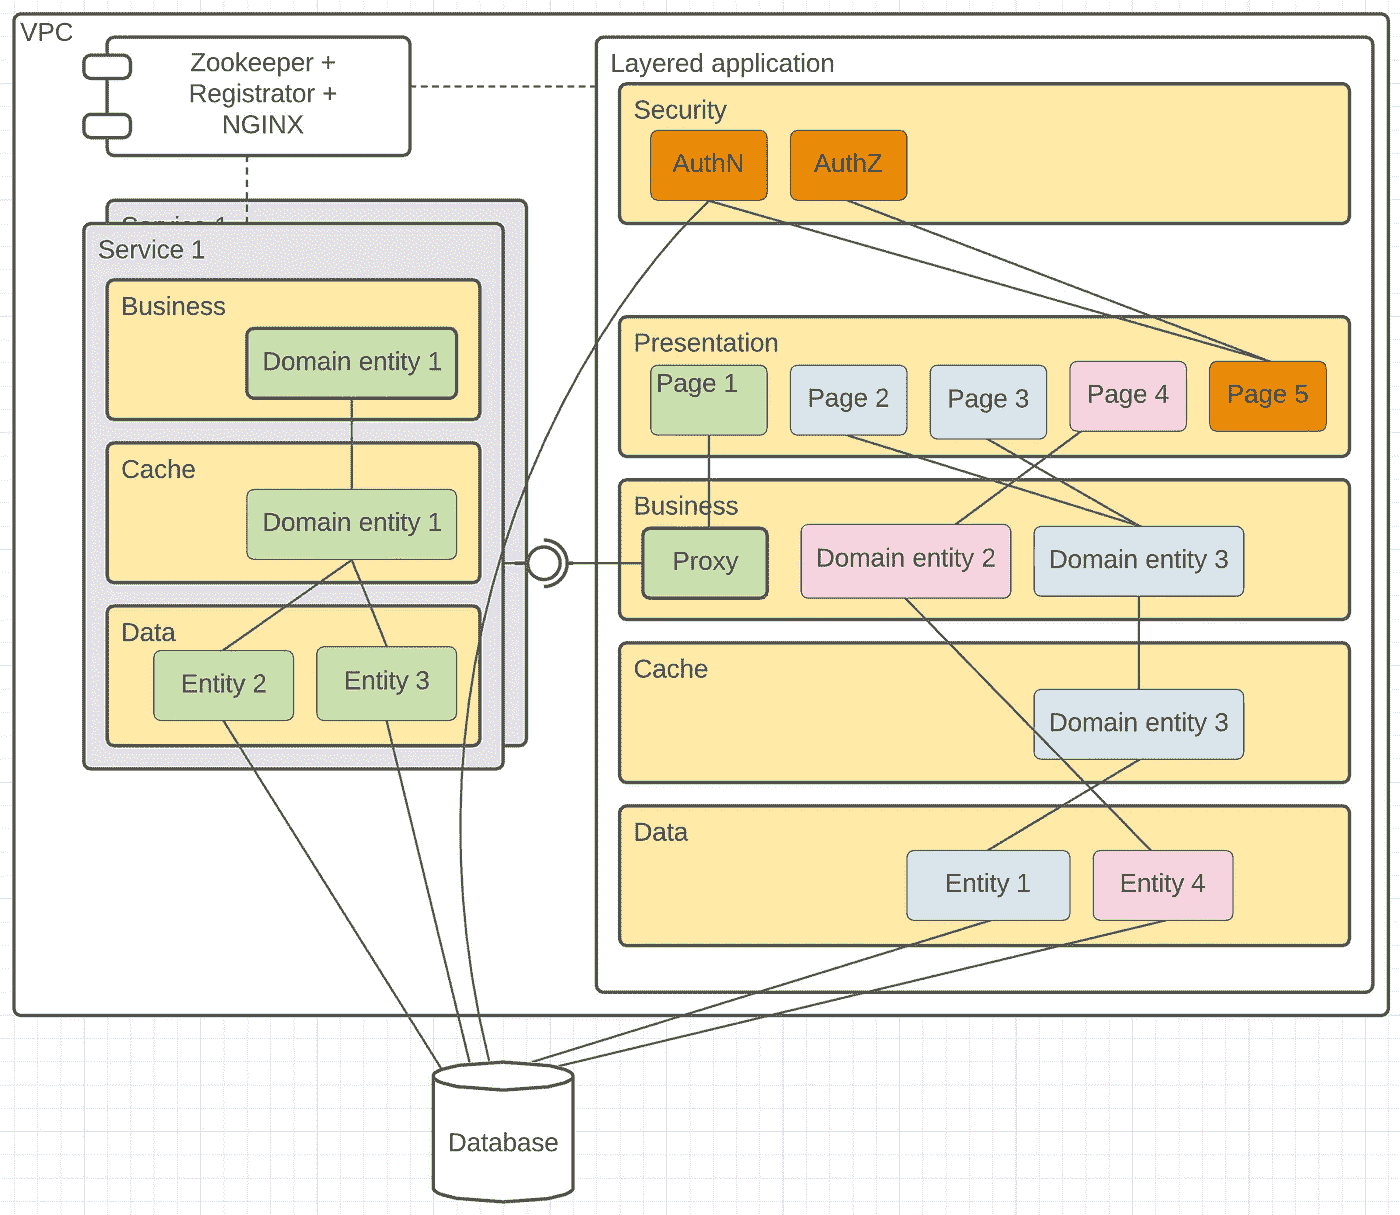 VPC
Zookeeper +
Registrator +
NGINX
Service 1
Service 1
Business
Domain entity 1
Cache
Domain entity 1
Data
Entity 2
Entity 3
Layered application
Security
AuthN
AuthZ
Presentation
Page 1
Page 2
Page 3
Page 4
Page 5
Business
Proxy
Domain entity 2
Domain entity 3
Cache
Domain entity 3
Data
Entity 1
Entity 4
Database